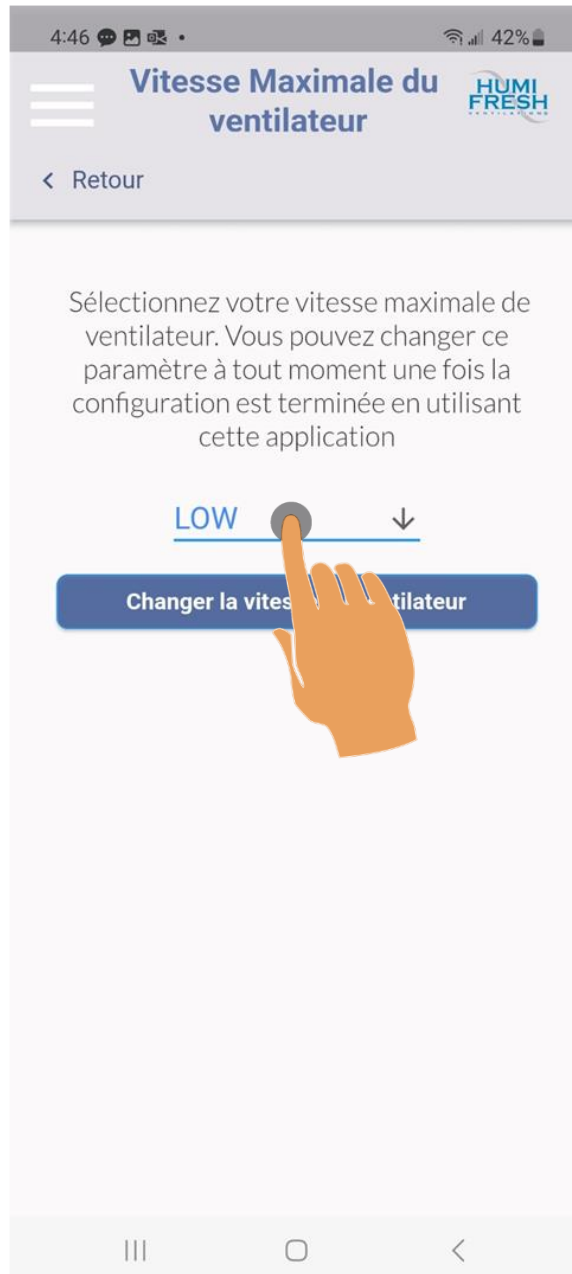 4:46 42%
Vitesse Maximale du
ventilateur
HUMI
FRESH
VENTILATIONS
< Retour
Sélectionnez votre vitesse maximale de
ventilateur. Vous pouvez changer ce
paramètre à tout moment une fois la
configuration est terminée en utilisant
cette application
LOW
Changer la vites tilateur